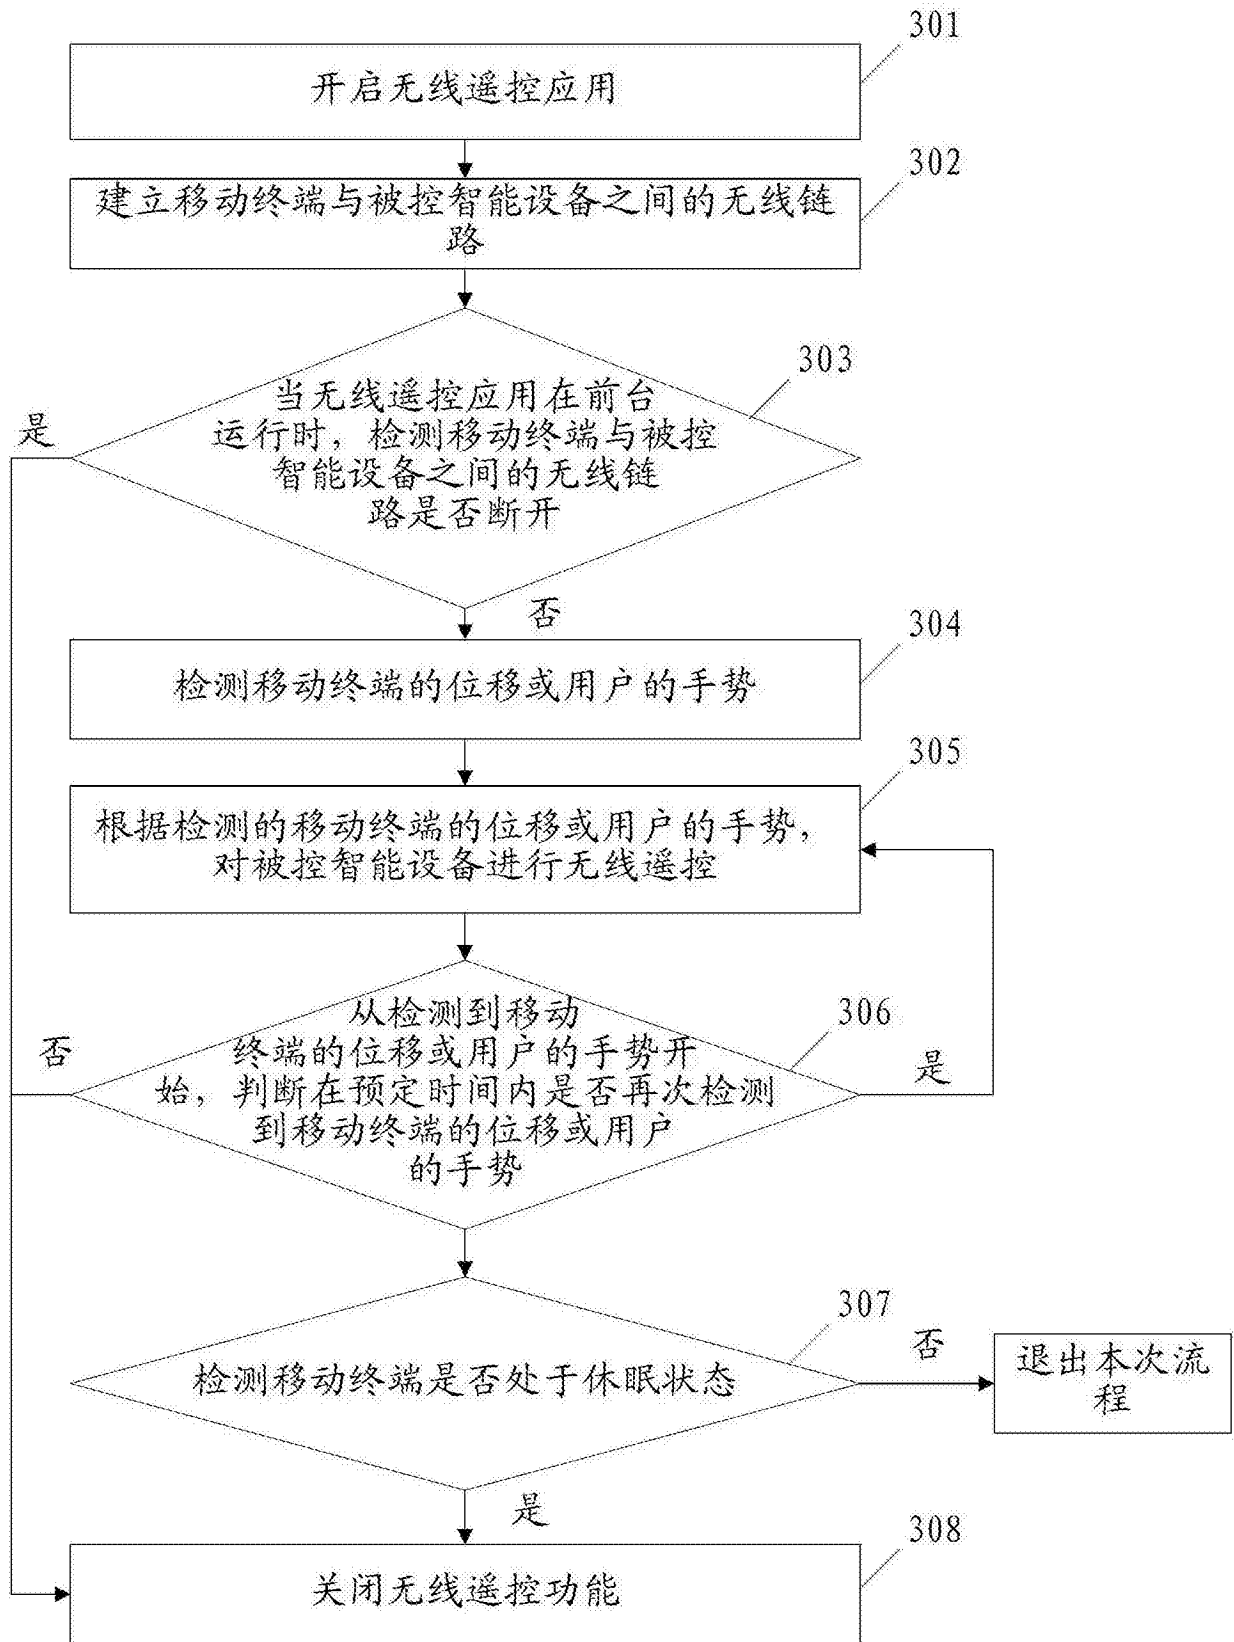 301
开启无线遥控应用
302
建立移动终端与被控智能设备之间的无线链
路
303
当无线遥控应用在前台
运行时，检测移动终端与被控
智能设备之间的无线链
路是否断开
是
否
304
检测移动终端的位移或用户的手势
305
根据检测的移动终端的位移或用户的手势，
对被控智能设备进行无线遥控
306
从检测到移动
终端的位移或用户的手势开
始，判断在预定时间内是否再次检测
到移动终端的位移或用户
的手势
否
是
307
检测移动终端是否处于休眠状态
否
退出本次流
程
是
308
关闭无线遥控功能